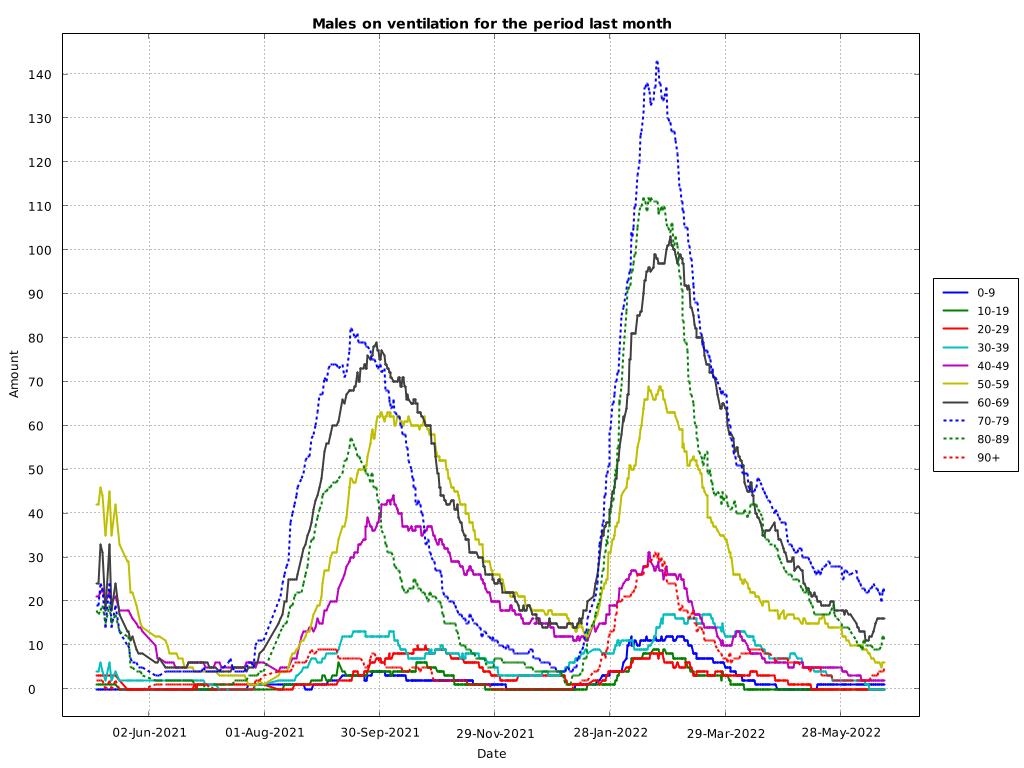 Males on ventilation for the period last month
140
130
120
110
100
90
80
70
60
50
40
30
20
10
0
Amount
02-Jun-2021
01-Aug-2021
30-Sep-2021
29-Nov-2021
28-Jan-2022
29-Mar-2022
28-May-2022
Date
0-9
10-19
20-29
30-39
40-49
50-59
60-69
70-79
80-89
90+